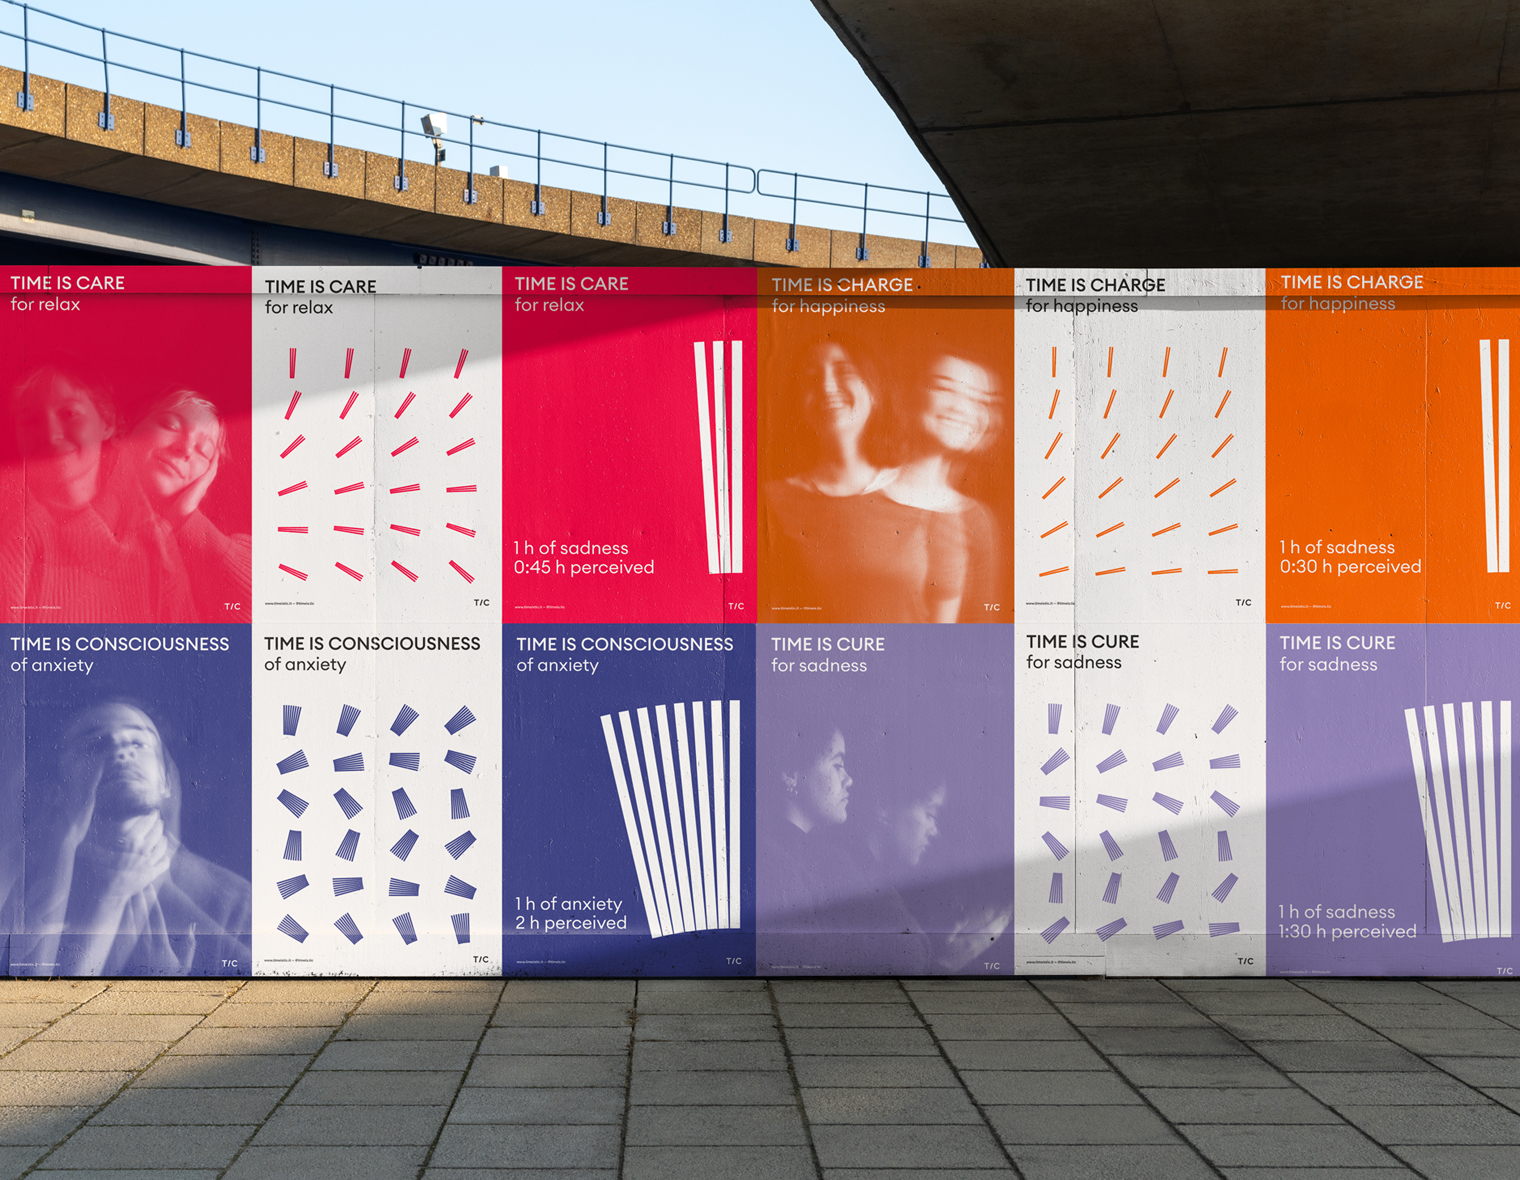 TIME IS CARE
for relax
T/C
TIME IS CARE
for relax
T/C
TIME IS CARE
for relax
1 h of sadness
0:45 h perceived
T/C
TIME IS CHARGE
for happiness
T/C
TIME IS CHARGE
for happiness
T/C
TIME IS CHARGE
for happiness
1 h of sadness
0:30 h perceived
T/C
TIME IS CONSCIOUSNESS
of anxiety
T/C
TIME IS CONSCIOUSNESS
of anxiety
T/C
TIME IS CONSCIOUSNESS
of anxiety
1 h of anxiety
2 h perceived
T/C
TIME IS CURE
for sadness
T/C
TIME IS CURE
for sadness
T/C
TIME IS CURE
for sadness
1 h of sadness
1:30 h perceived
T/C